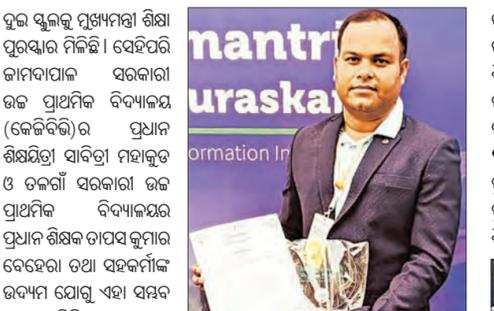 ଦୁଇ ସ୍କୁଲକୁ ମୁଖ୍ୟମନ୍ତ୍ରୀ ଶିକ୍ଷା
ପୁରସ୍କାର ମିଳିଛି। ସେହିପରି
ଜାମଦାପାଳ ସରକାରୀ
ଉଚ୍ଚ ପ୍ରାଥମିକ ବିଦ୍ୟାଳୟ
(କେଜିବିଭି)ର ପ୍ରଧାନ
ଶିକ୍ଷୟିତ୍ରୀ ସାବିତ୍ରୀ ମହାକୁଡ
ଓ ତଳଗାଁ ସରକାରୀ ଉଚ୍ଚ
ପ୍ରାଥମିକ ବିଦ୍ୟାଳୟର
ପ୍ରଧାନ ଶିକ୍ଷକ ତାପସ କୁମାର
ବେହେରା ତଥା ସହକର୍ମୀଙ୍କ
ଉଦ୍ୟମ ଯୋଗୁ ଏହା ସମ୍ଭବ
mantri
uraska
ormation In